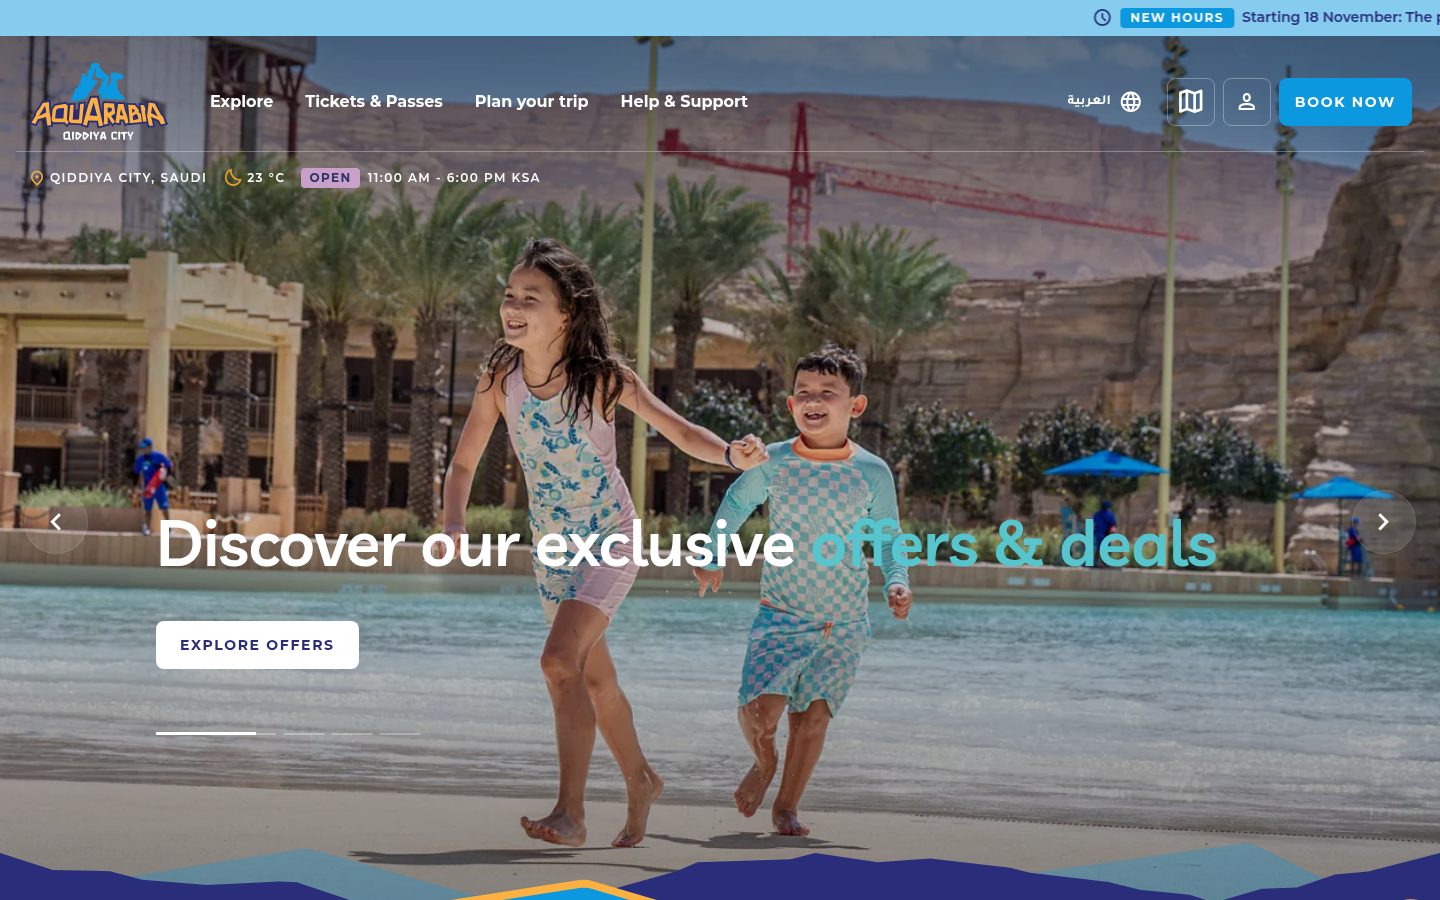 NEW HOURS Starting 18 November: The
AQUARABIA
QIDDIYA CITY
Explore Tickets & Passes Plan your trip Help & Support العربية BOOK NOW
QIDDIYA CITY, SAUDI 23 °C OPEN 11:00 AM - 6:00 PM KSA
Discover our exclusive offers & deals
EXPLORE OFFERS